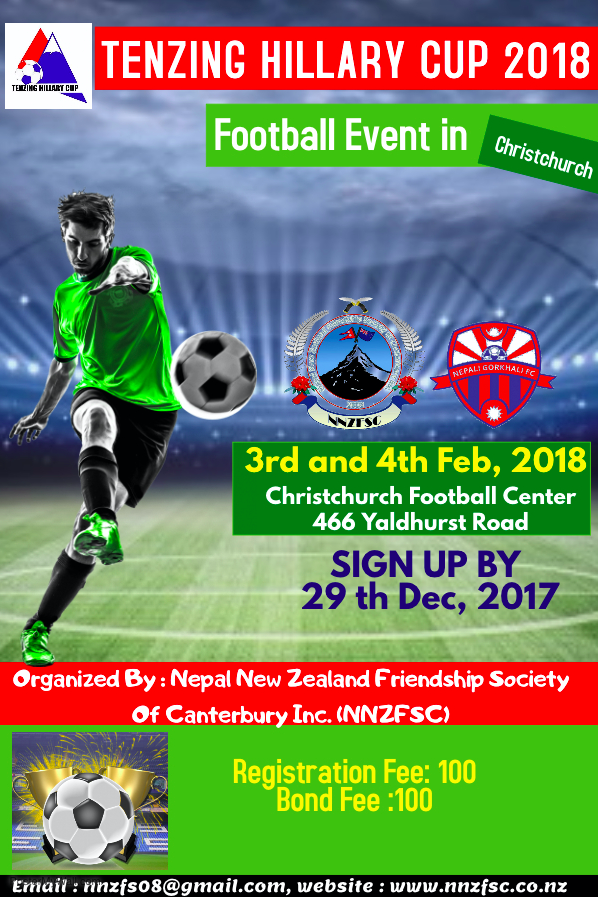 TENZING HILLARY CUP
TENZING HILLARY CUP 2018
Football Event in
Christchurch
NNZFSC
NEPALI GORKHALI FC
3rd and 4th Feb, 2018
Christchurch Football Center
466 Yaldhurst Road
SIGN UP BY
29 th Dec, 2017
Organized By : Nepal New Zealand Friendship Society
Of Canterbury Inc. (NNZFSC)
Registration Fee: 100
Bond Fee :100
Email : nnzfs08@gmail.com, website : www.nnzfsc.co.nz